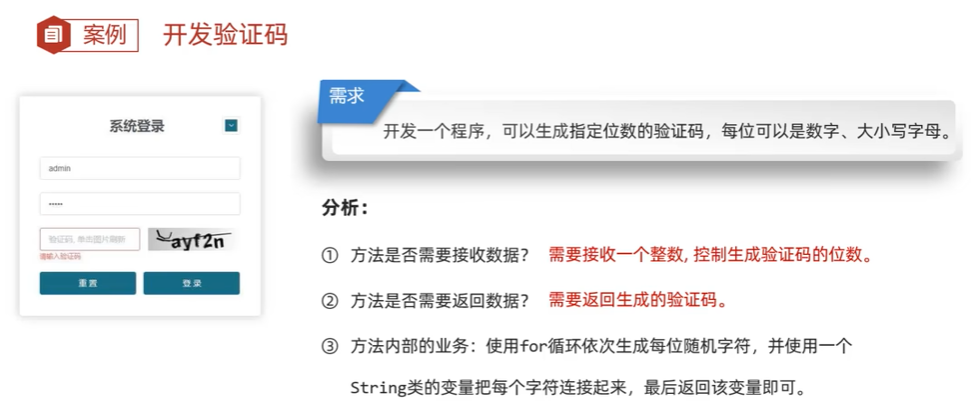 案例 开发验证码
系统登录
admin
验证码, 单击图片刷新
ayf2n
请输入验证码
重置 登录
需求
开发一个程序，可以生成指定位数的验证码，每位可以是数字、大小写字母。
分析：
① 方法是否需要接收数据？ 需要接收一个整数, 控制生成验证码的位数。
② 方法是否需要返回数据？ 需要返回生成的验证码。
③ 方法内部的业务：使用for循环依次生成每位随机字符，并使用一个
String类的变量把每个字符连接起来，最后返回该变量即可。